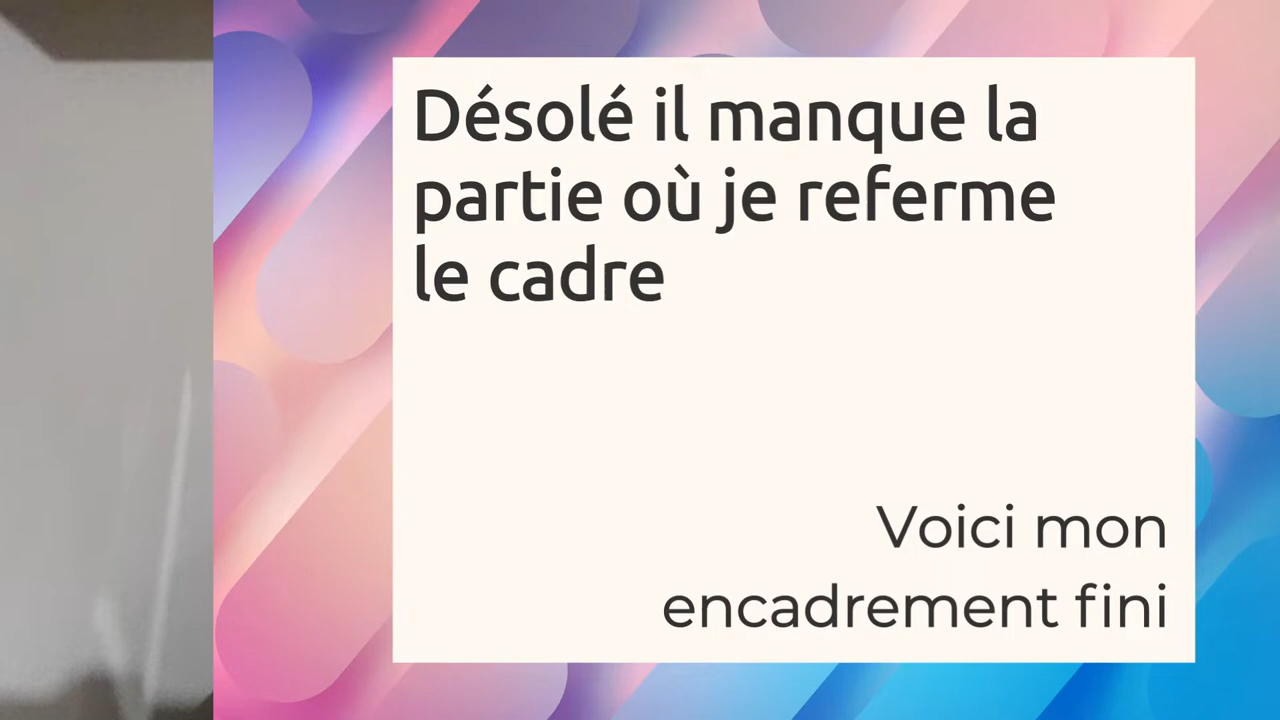 Désolé il manque la
partie où je referme
le cadre
Voici mon
encadrement fini